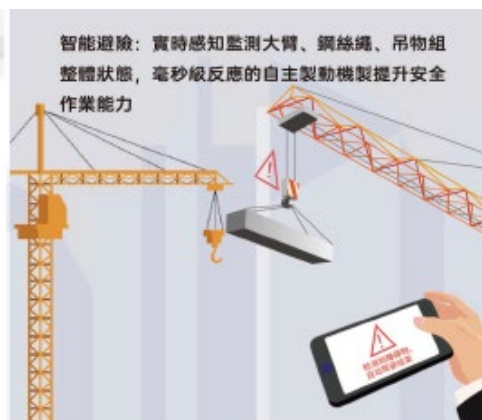 智能避險：實時感知監測大臂、鋼絲繩、吊物組
整體狀態，毫秒級反應的自主製動機製提升安全
作業能力